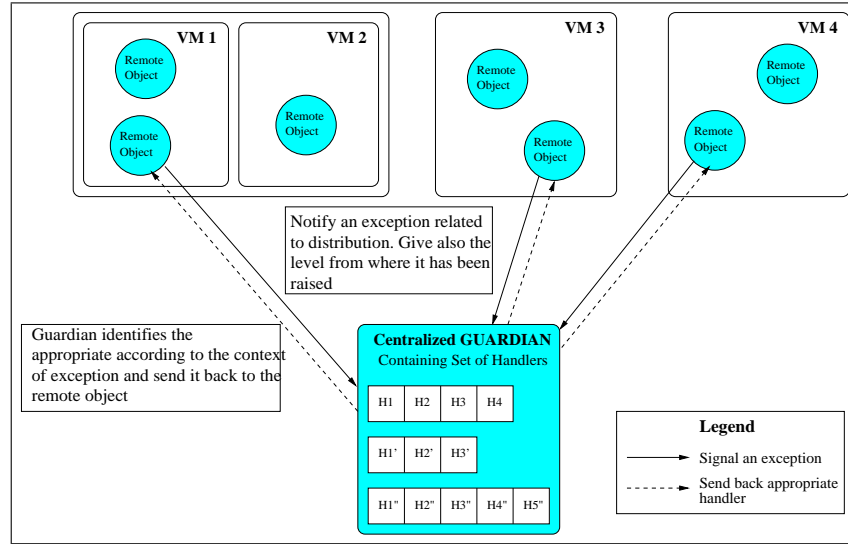 VM 1
VM 2
VM 3
VM 4
Remote
Object
Remote
Object
Remote
Object
Remote
Object
Remote
Object
Remote
Object
Remote
Object
Notify an exception related
to distribution. Give also the
level from where it has been
raised
Guardian identifies the
appropriate according to the context
of exception and send it back to the
remote object
Centralized GUARDIAN
Containing Set of Handlers
H1 H2 H3 H4
H1’ H2’ H3’
H1" H2" H3" H4" H5"
Legend
Signal an exception
Send back appropriate
handler